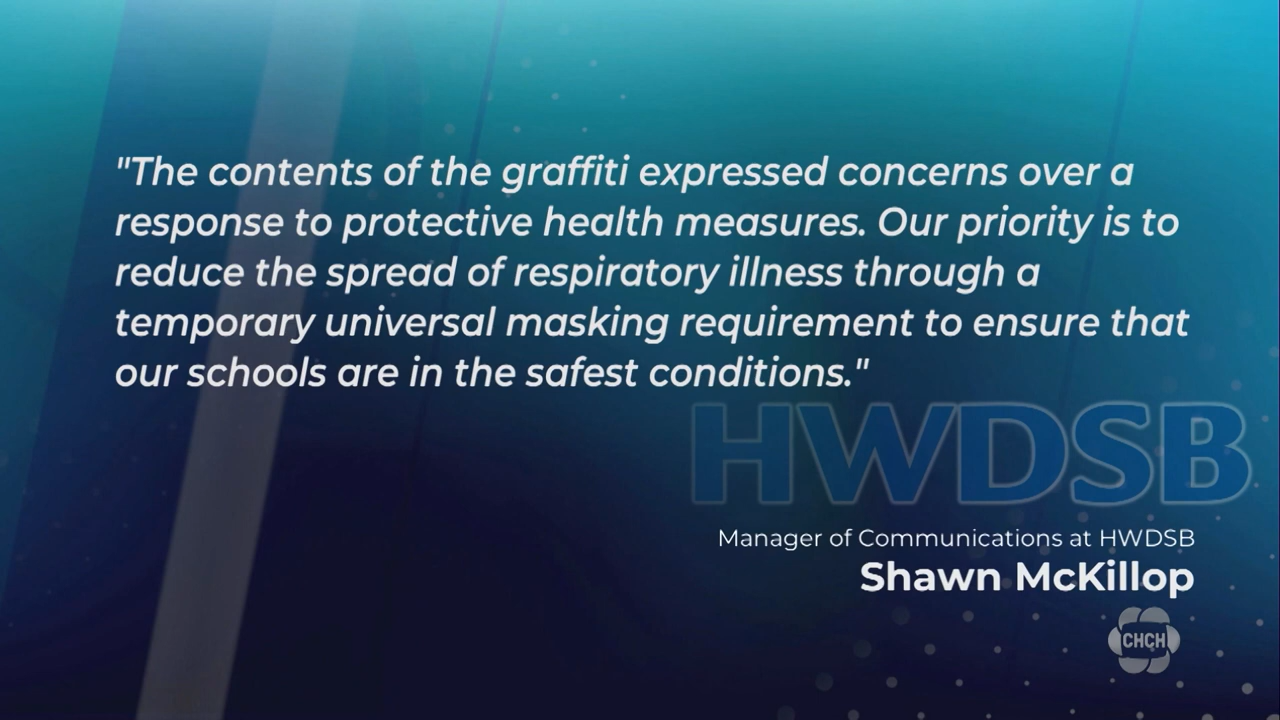 "The contents of the graffiti expressed concerns over a
response to protective health measures. Our priority is to
reduce the spread of respiratory illness through a
temporary universal masking requirement to ensure that
our schools are in the safest conditions."
HWDSB
Manager of Communications at HWDSB
Shawn McKillop
CHCH